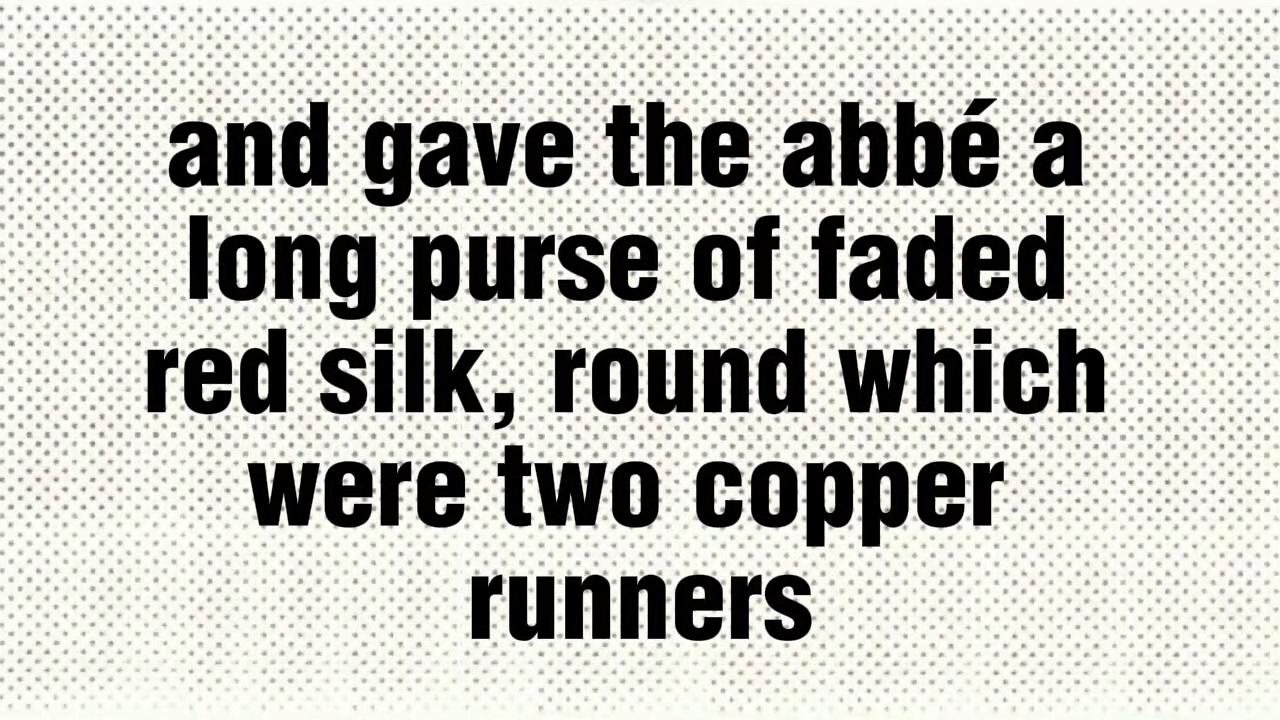 and gave the abbé a
long purse of faded
red silk, round which
were two copper
runners